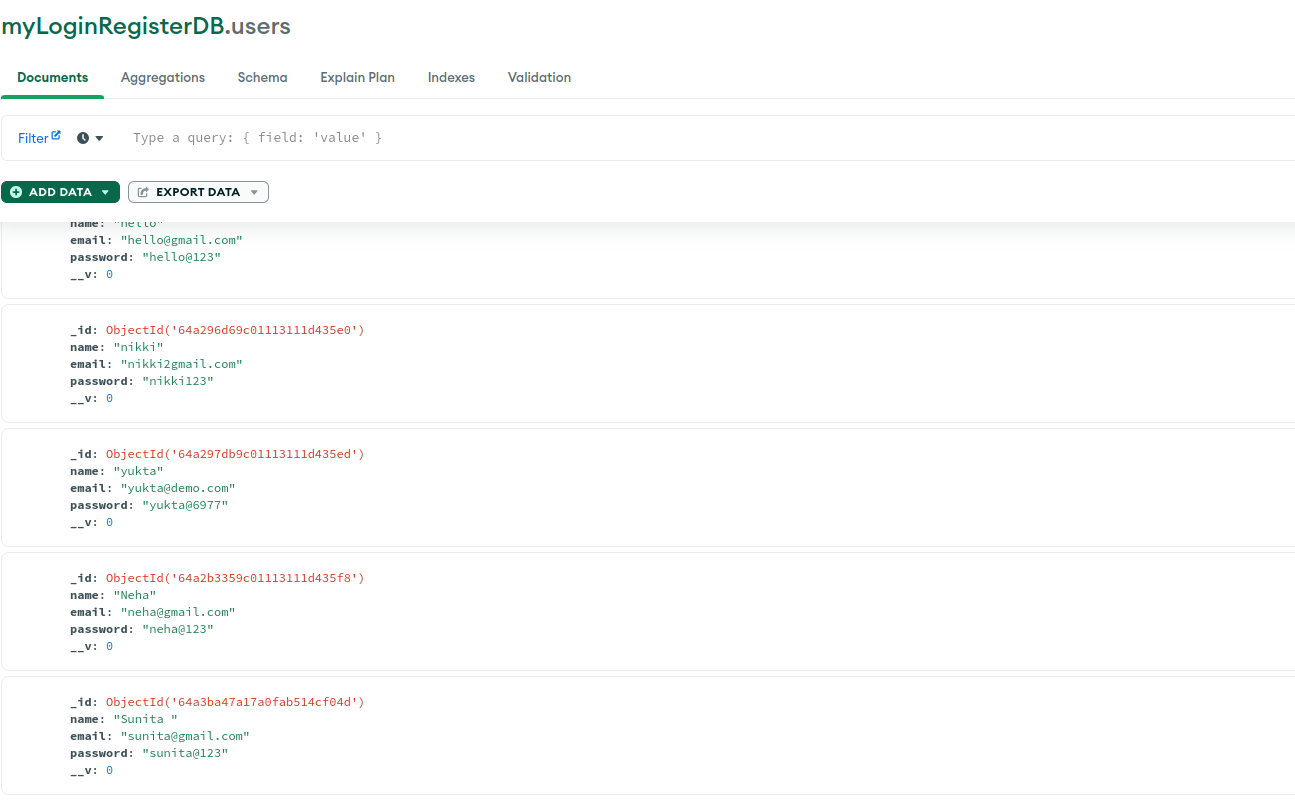 myLoginRegisterDB.users
Documents Aggregations Schema Explain Plan Indexes Validation
Filter Type a query: { field: 'value' }
ADD DATA EXPORT DATA
name: "hello"
email: "hello@gmail.com"
password: "hello@123"
__v: 0
_id: ObjectId('64a296d69c01113111d435e0')
name: "nikki"
email: "nikki2gmail.com"
password: "nikki123"
__v: 0
_id: ObjectId('64a297db9c01113111d435ed')
name: "yukta"
email: "yukta@demo.com"
password: "yukta@6977"
__v: 0
_id: ObjectId('64a2b3359c01113111d435f8')
name: "Neha"
email: "neha@gmail.com"
password: "neha@123"
__v: 0
_id: ObjectId('64a3ba47a17a0fab514cf04d')
name: "Sunita "
email: "sunita@gmail.com"
password: "sunita@123"
__v: 0